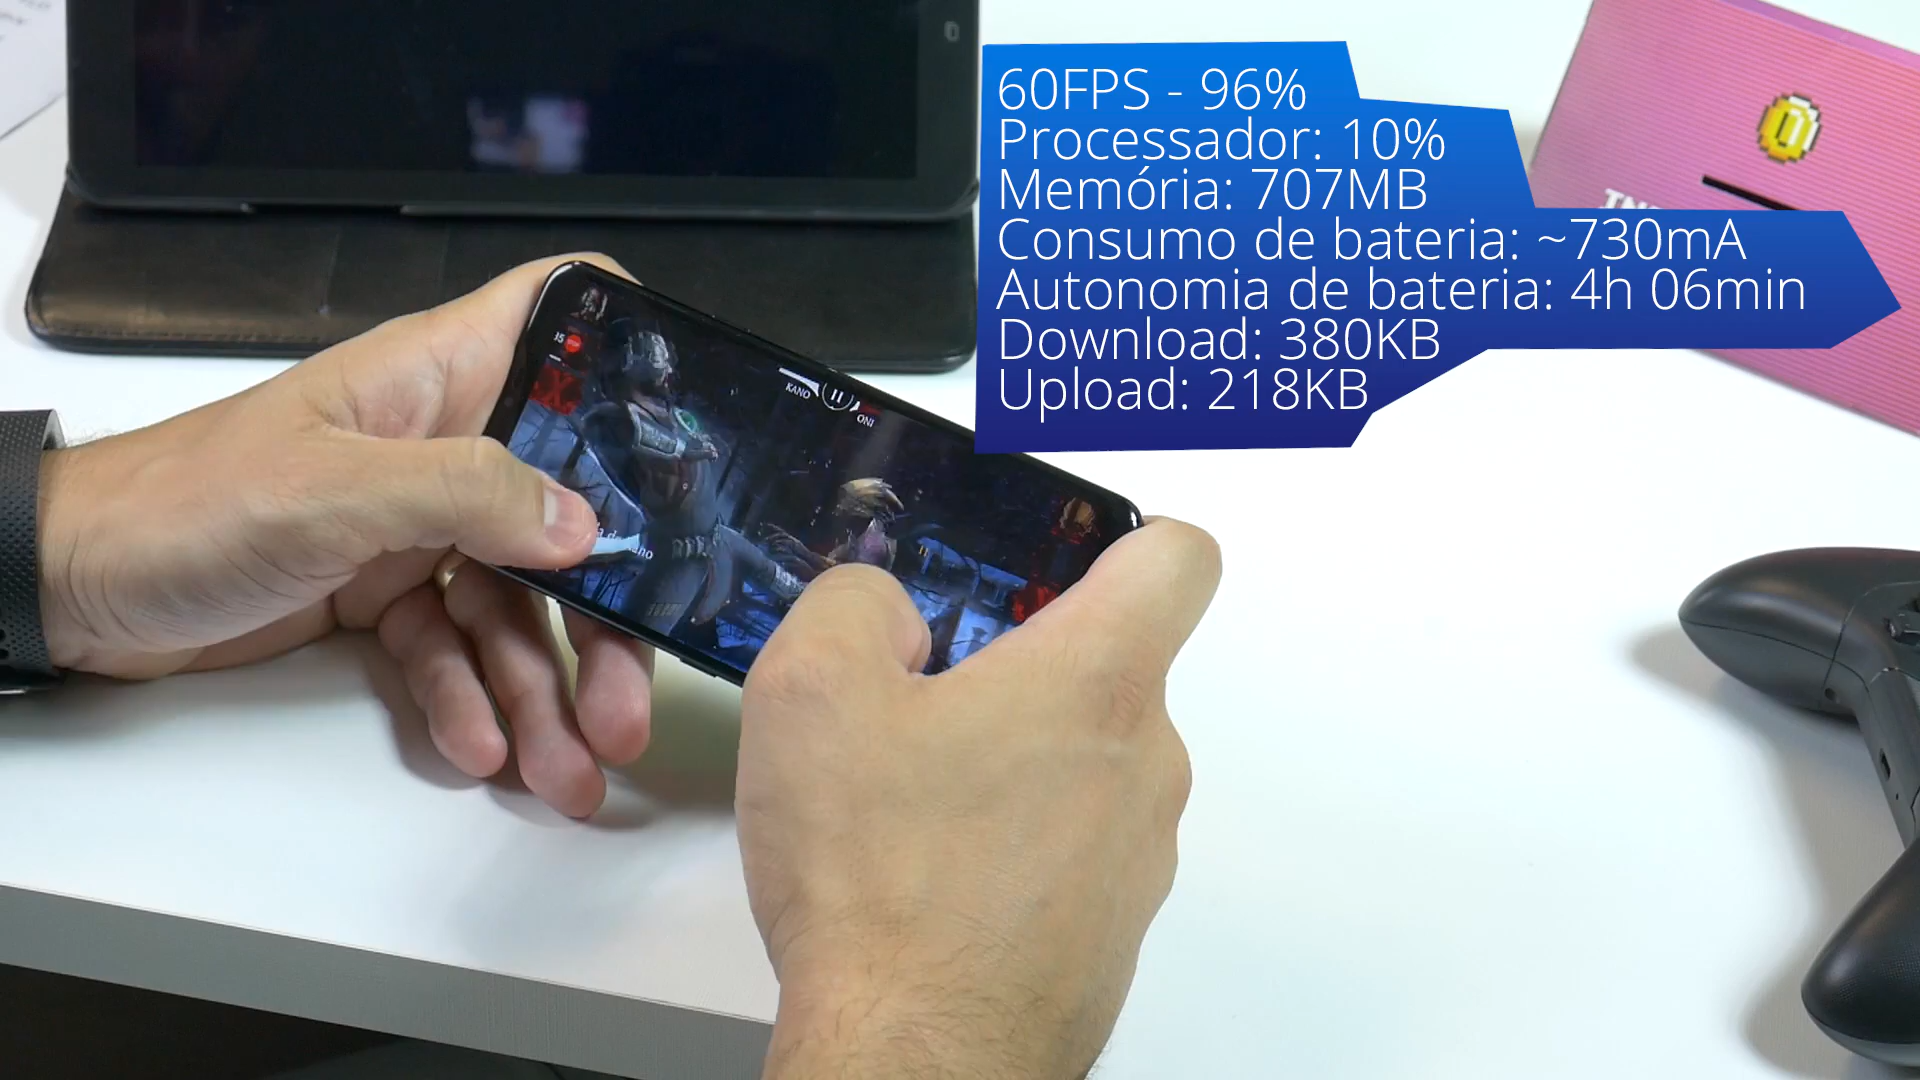 60FPS - 96%
Processador: 10%
Memória: 707MB
Consumo de bateria: ~730mA
Autonomia de bateria: 4h 06min
Download: 380KB
Upload: 218KB
KANO
ONI
15